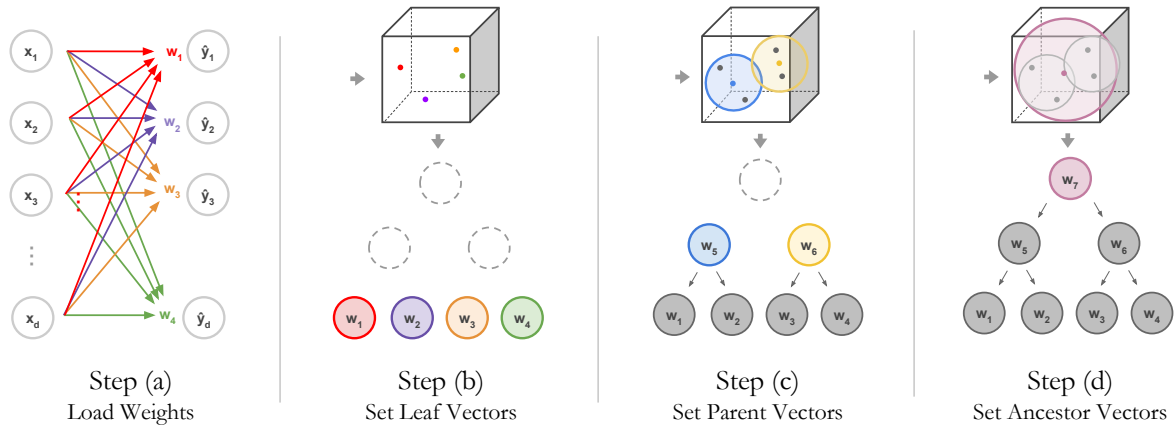 x₁ w₁ ŷ₁
x₂ w₂ ŷ₂
x₃ w₃ ŷ₃
⋮
x_d w₄ ŷ_d
Step (a)
Load Weights
w₁ w₂ w₃ w₄
Step (b)
Set Leaf Vectors
w₅ w₆
w₁ w₂ w₃ w₄
Step (c)
Set Parent Vectors
w₇
w₅ w₆
w₁ w₂ w₃ w₄
Step (d)
Set Ancestor Vectors